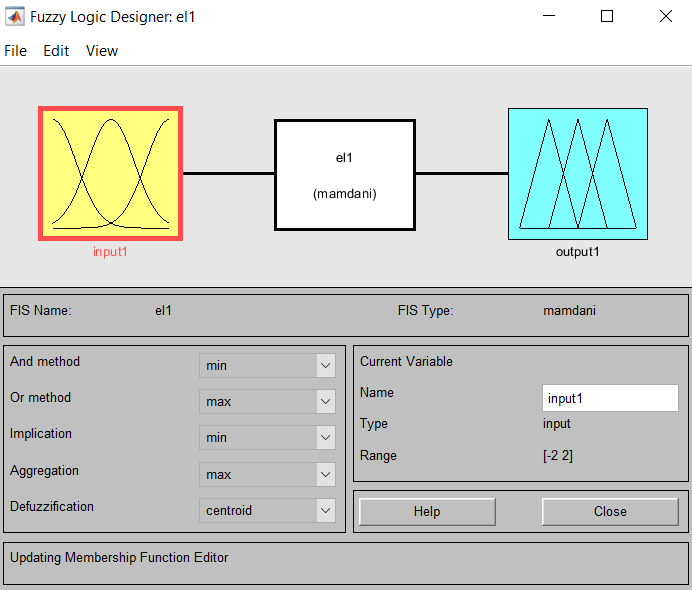 Fuzzy Logic Designer: el1
File Edit View
el1
(mamdani)
input1
output1
FIS Name: el1 FIS Type: mamdani
And method min
Or method max
Implication min
Aggregation max
Defuzzification centroid
Current Variable
Name input1
Type input
Range [-2 2]
Help Close
Updating Membership Function Editor